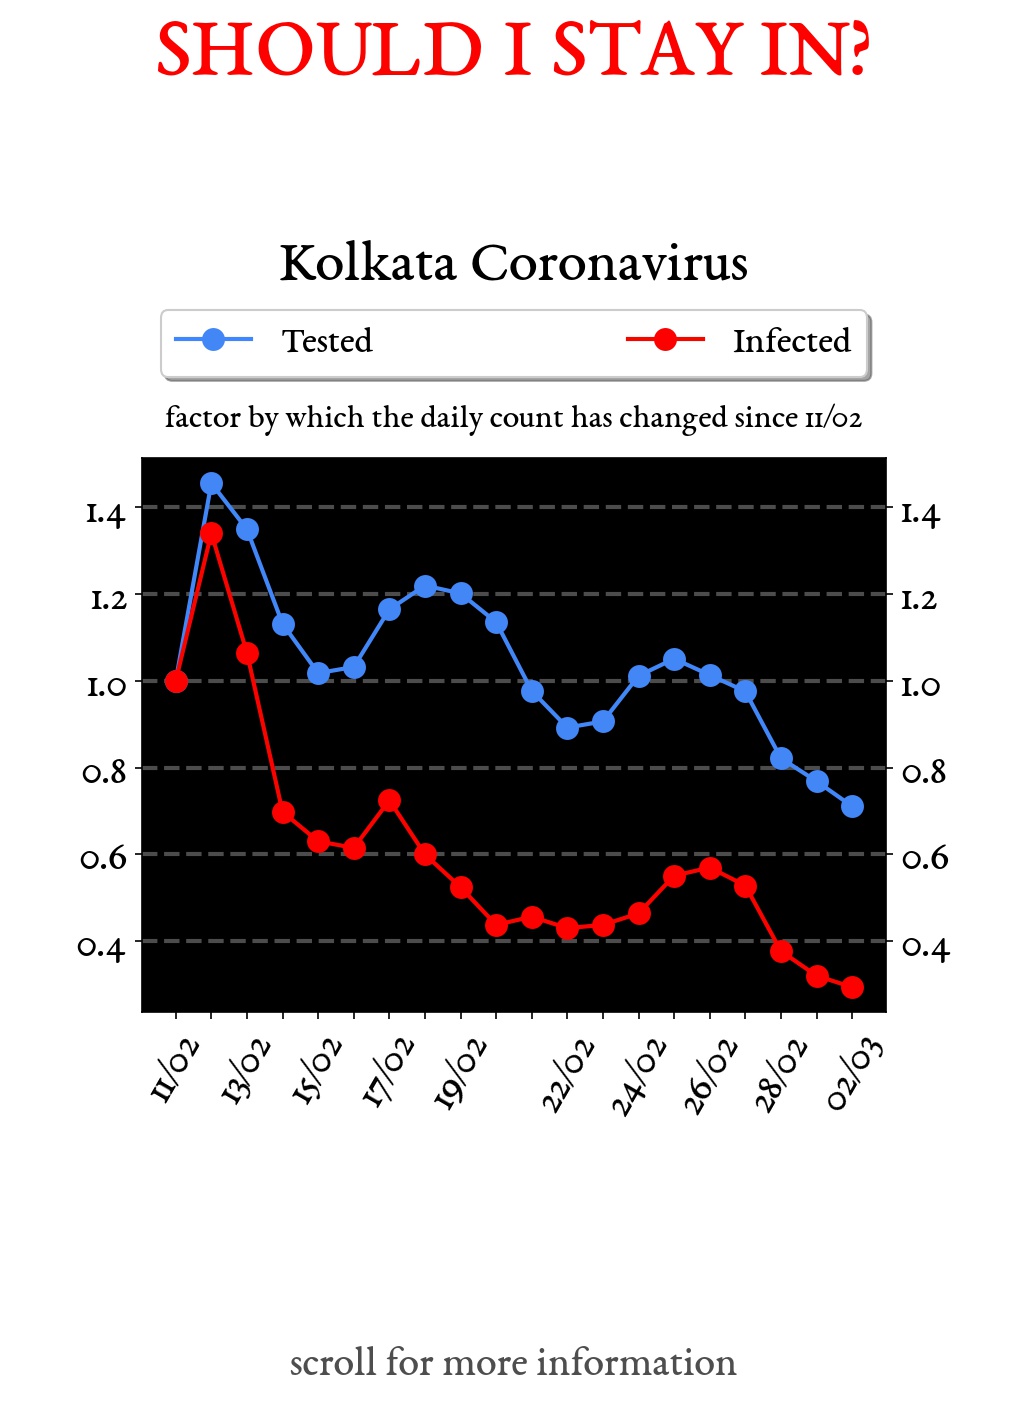 SHOULD I STAY IN?
Kolkata Coronavirus
Tested Infected
factor by which the daily count has changed since 11/02
1.4 1.4
1.2 1.2
1.0 1.0
0.8 0.8
0.6 0.6
0.4 0.4
11/02 13/02 15/02 17/02 19/02 22/02 24/02 26/02 28/02 02/03
scroll for more information